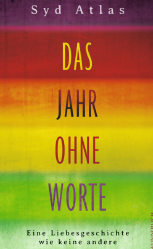 Syd Atlas
DAS
JAHR
OHNE
WORTE
Eine Liebesgeschichte
wie keine andere